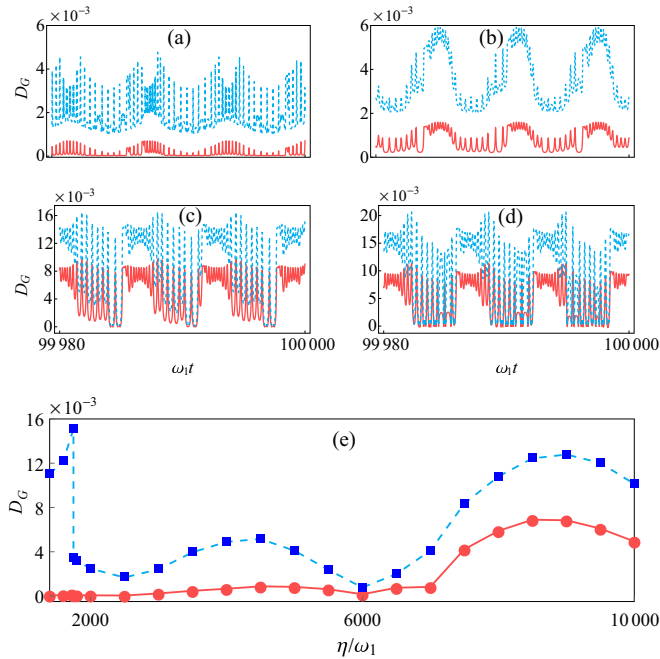 ×10⁻³ ×10⁻³
6 4 2 0 D_G (a)
6 4 2 0 (b)
×10⁻³ ×10⁻³
16 12 8 4 0 D_G (c)
20 15 10 5 0 (d)
99 980 100 000 99 980 100 000
ω₁t ω₁t
×10⁻³
16 12 8 4 0 D_G (e)
2000 6000 10 000
η/ω₁